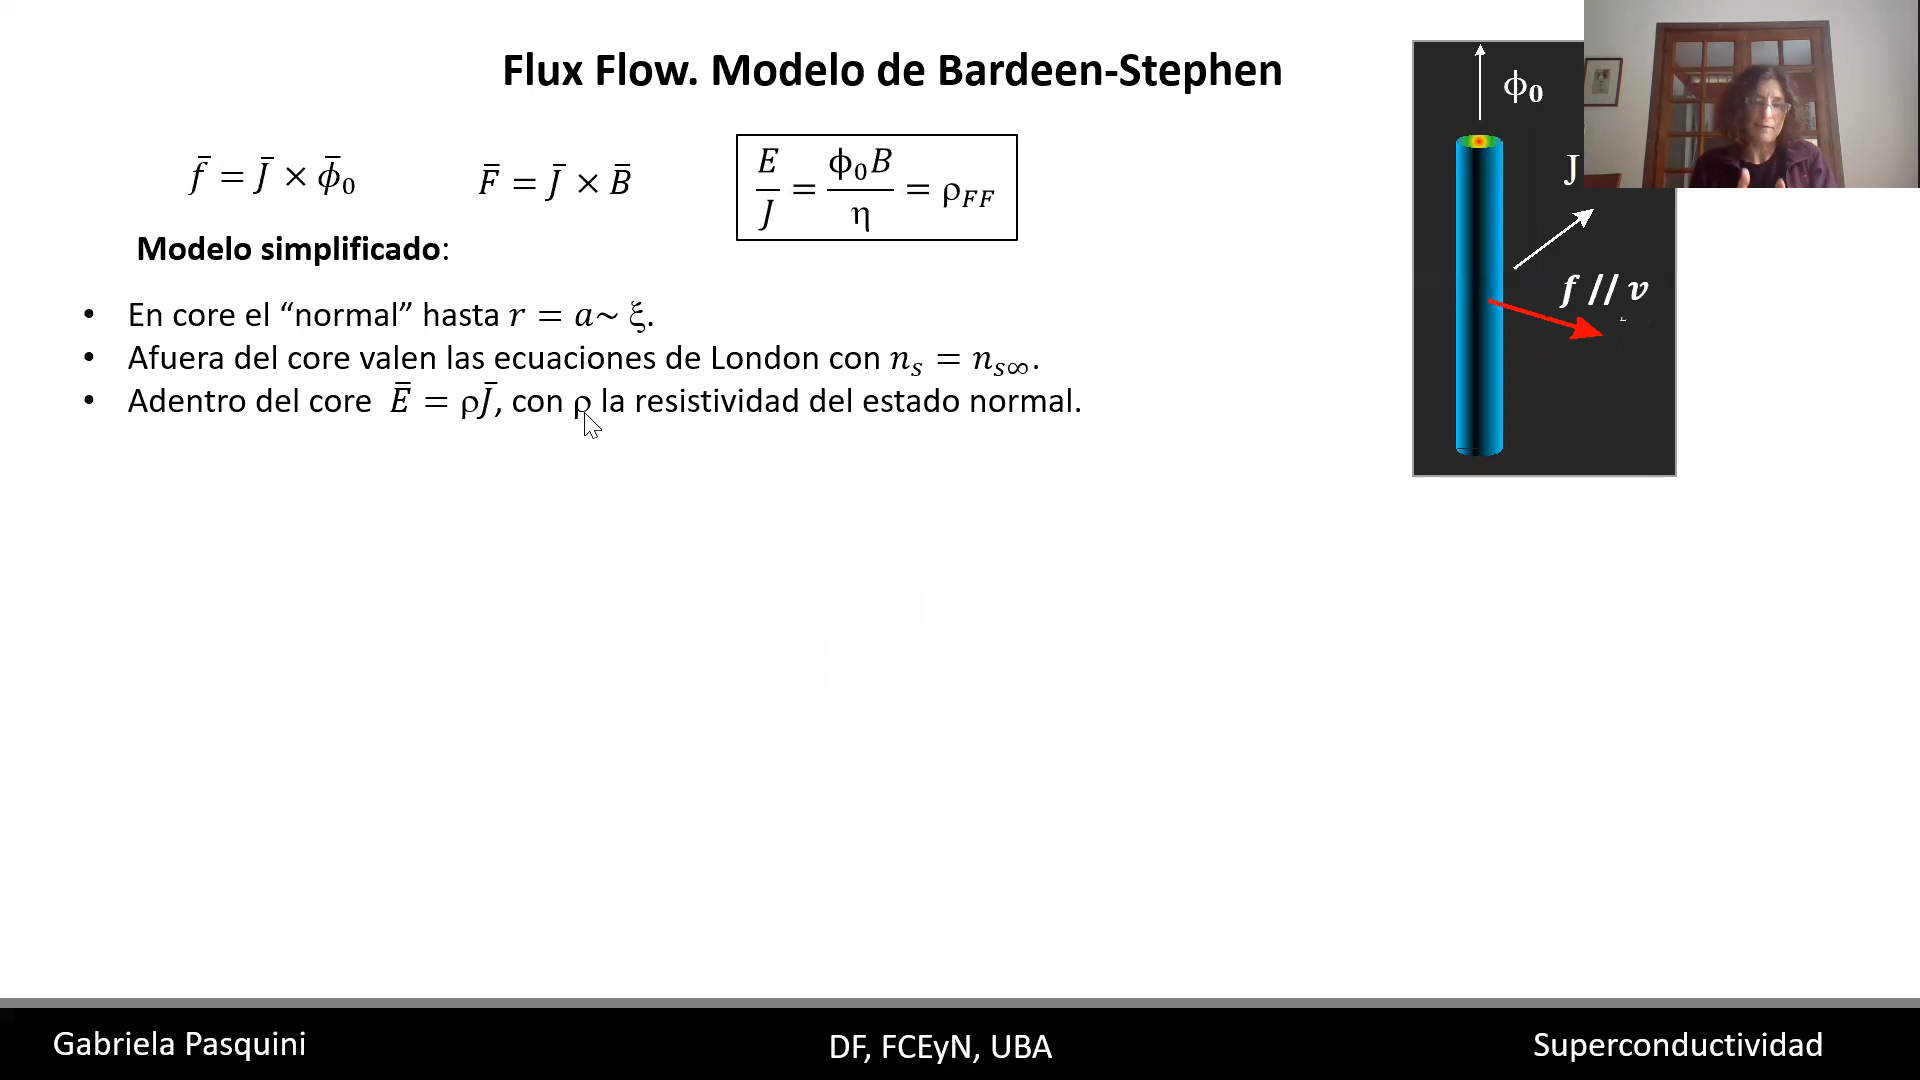 Flux Flow. Modelo de Bardeen-Stephen
f̄ = J̄ × ϕ̄₀
F̄ = J̄ × B̄
E/J = ϕ₀B/η = ρ_FF
Modelo simplificado:
• En core el “normal” hasta r = a~ ξ.
• Afuera del core valen las ecuaciones de London con nₛ = nₛ∞.
• Adentro del core Ē = ρJ̄, con ρ la resistividad del estado normal.
ϕ₀
J
f // v
Gabriela Pasquini
DF, FCEyN, UBA
Superconductividad